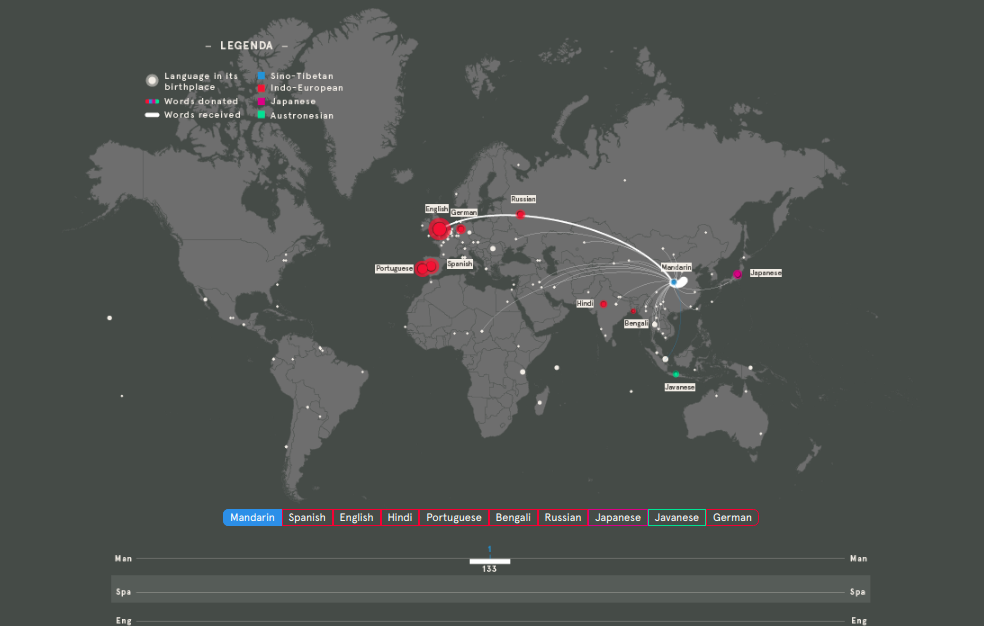 LEGENDA
Language in its
birthplace
Words donated
Words received
Sino-Tibetan
Indo-European
Japanese
Austronesian
Russian
English
German
Portuguese
Spanish
Mandarin
Japanese
Hindi
Bengali
Javanese
Mandarin Spanish English Hindi Portuguese Bengali Russian Japanese Javanese German
1
Man Man
133
Spa Spa
Eng Eng